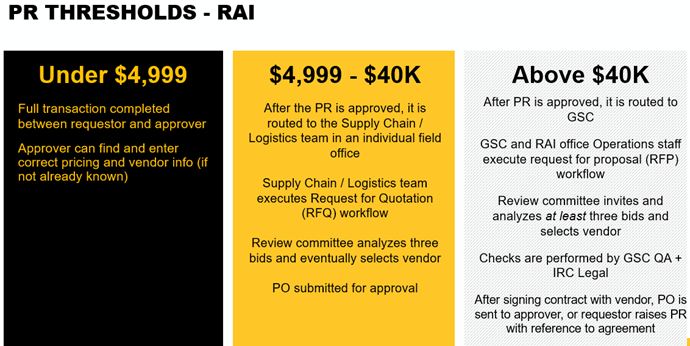 PR THRESHOLDS - RAI
Under $4,999
Full transaction completed
between requestor and approver
Approver can find and enter
correct pricing and vendor info (if
not already known)
$4,999 - $40K
After the PR is approved, it is
routed to the Supply Chain /
Logistics team in an individual field
office
Supply Chain / Logistics team
executes Request for Quotation
(RFQ) workflow
Review committee analyzes three
bids and eventually selects vendor
PO submitted for approval
Above $40K
After PR is approved, it is routed to
GSC
GSC and RAI office Operations staff
execute request for proposal (RFP)
workflow
Review committee invites and
analyzes at least three bids and
selects vendor
Checks are performed by GSC QA +
IRC Legal
After signing contract with vendor, PO is
sent to approver, or requestor raises PR
with reference to agreement